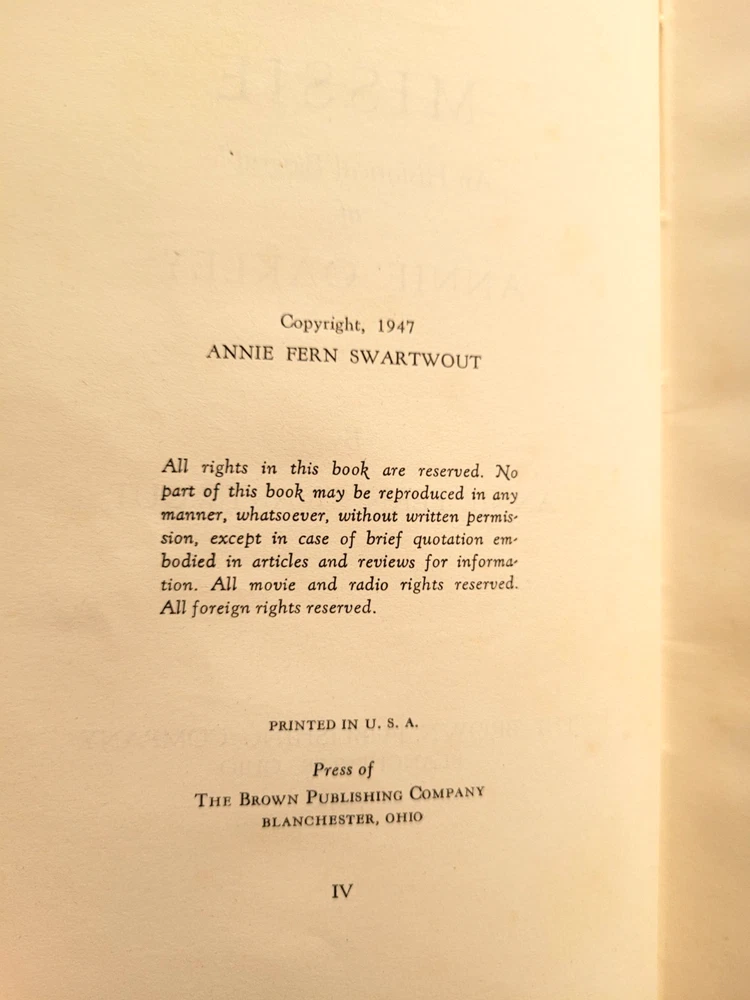 Copyright, 1947
ANNIE FERN SWARTWOUT
All rights in this book are reserved. No
part of this book may be reproduced in any
manner, whatsoever, without written permis-
sion, except in case of brief quotation em-
bodied in articles and reviews for informa-
tion. All movie and radio rights reserved.
All foreign rights reserved.
PRINTED IN U. S. A.
Press of
THE BROWN PUBLISHING COMPANY
BLANCHESTER, OHIO
IV